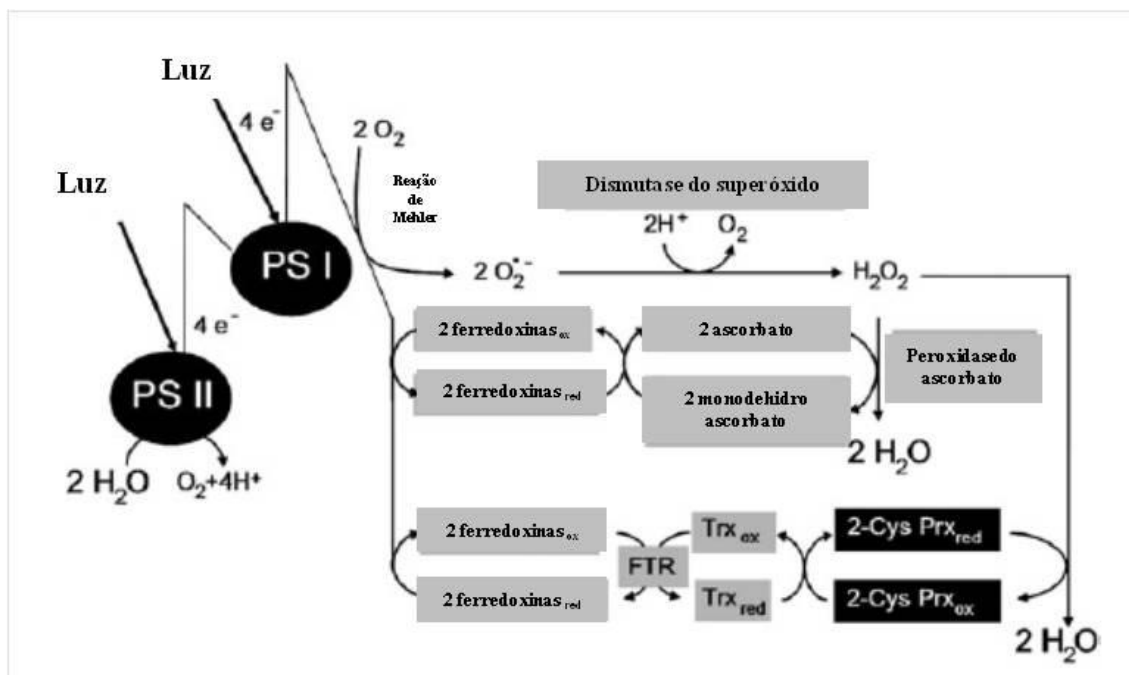 Luz
4 e⁻
2 O₂
Luz
Reação
de
Mehler
Dismutase do superóxido
2H⁺ O₂
PS I
2 O₂•⁻
H₂O₂
4 e⁻
2 ferredoxinas ox
2 ascorbato
Peroxidasedo
ascorbato
PS II
2 ferredoxinas red
2 monodehidro
ascorbato
2 H₂O
2 H₂O O₂+4H⁺
2 ferredoxinas ox
Trx ox
2-Cys Prx red
FTR
2 ferredoxinas red
Trx red
2-Cys Prx ox
2 H₂O